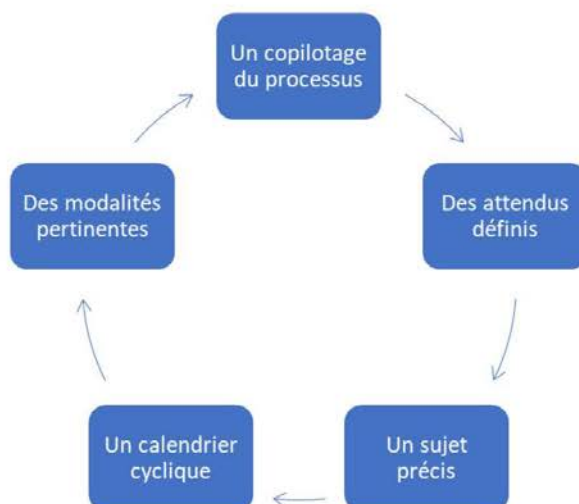 Un copilotage
du processus
Des attendus
définis
Un sujet
précis
Un calendrier
cyclique
Des modalités
pertinentes